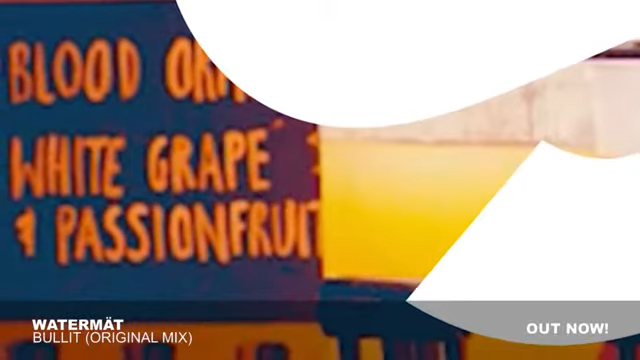 BLOOD
WHITE GRAPE
& PASSIONFRUIT
WATERMÄT
BULLIT (ORIGINAL MIX)
OUT NOW!